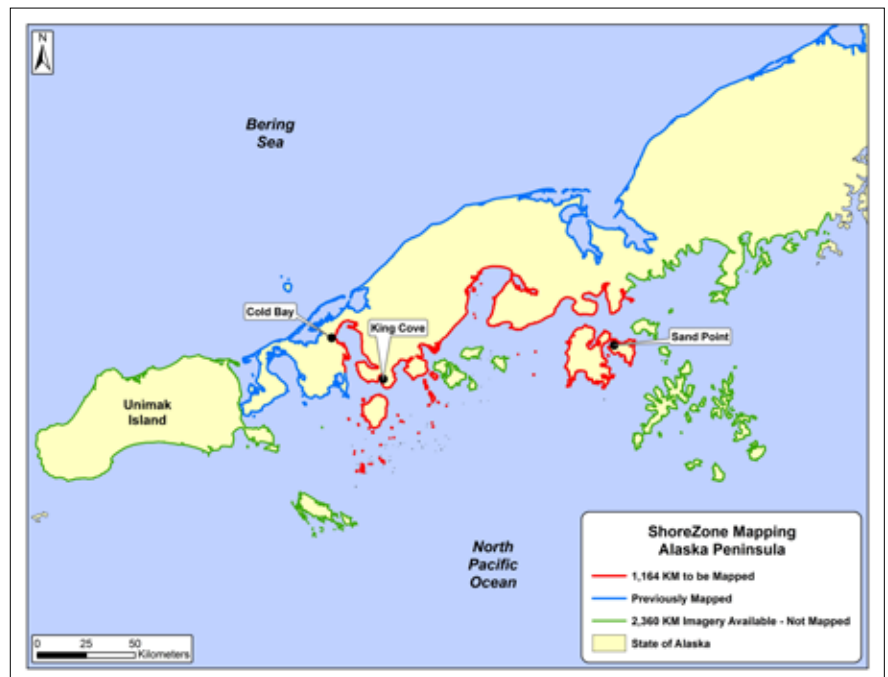 N
Bering
Sea
Cold Bay
King Cove
Sand Point
Unimak
Island
North
Pacific
Ocean
ShoreZone Mapping
Alaska Peninsula
1,164 KM to be Mapped
Previously Mapped
2,360 KM Imagery Available - Not Mapped
State of Alaska
0 25 50
Kilometers